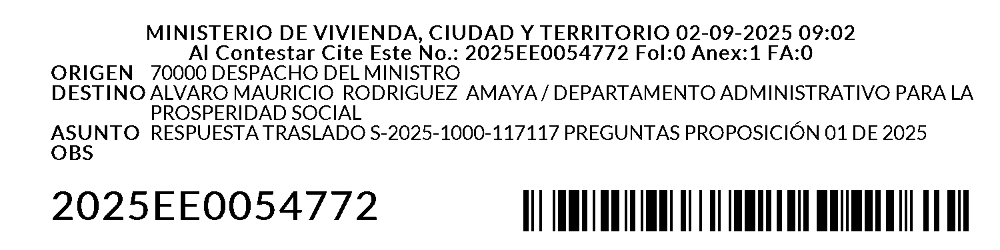 MINISTERIO DE VIVIENDA, CIUDAD Y TERRITORIO 02-09-2025 09:02
Al Contestar Cite Este No.: 2025EE0054772 Fol:0 Anex:1 FA:0
ORIGEN 70000 DESPACHO DEL MINISTRO
DESTINO ALVARO MAURICIO RODRIGUEZ AMAYA / DEPARTAMENTO ADMINISTRATIVO PARA LA
PROSPERIDAD SOCIAL
ASUNTO RESPUESTA TRASLADO S-2025-1000-117117 PREGUNTAS PROPOSICIÓN 01 DE 2025
OBS
2025EE0054772